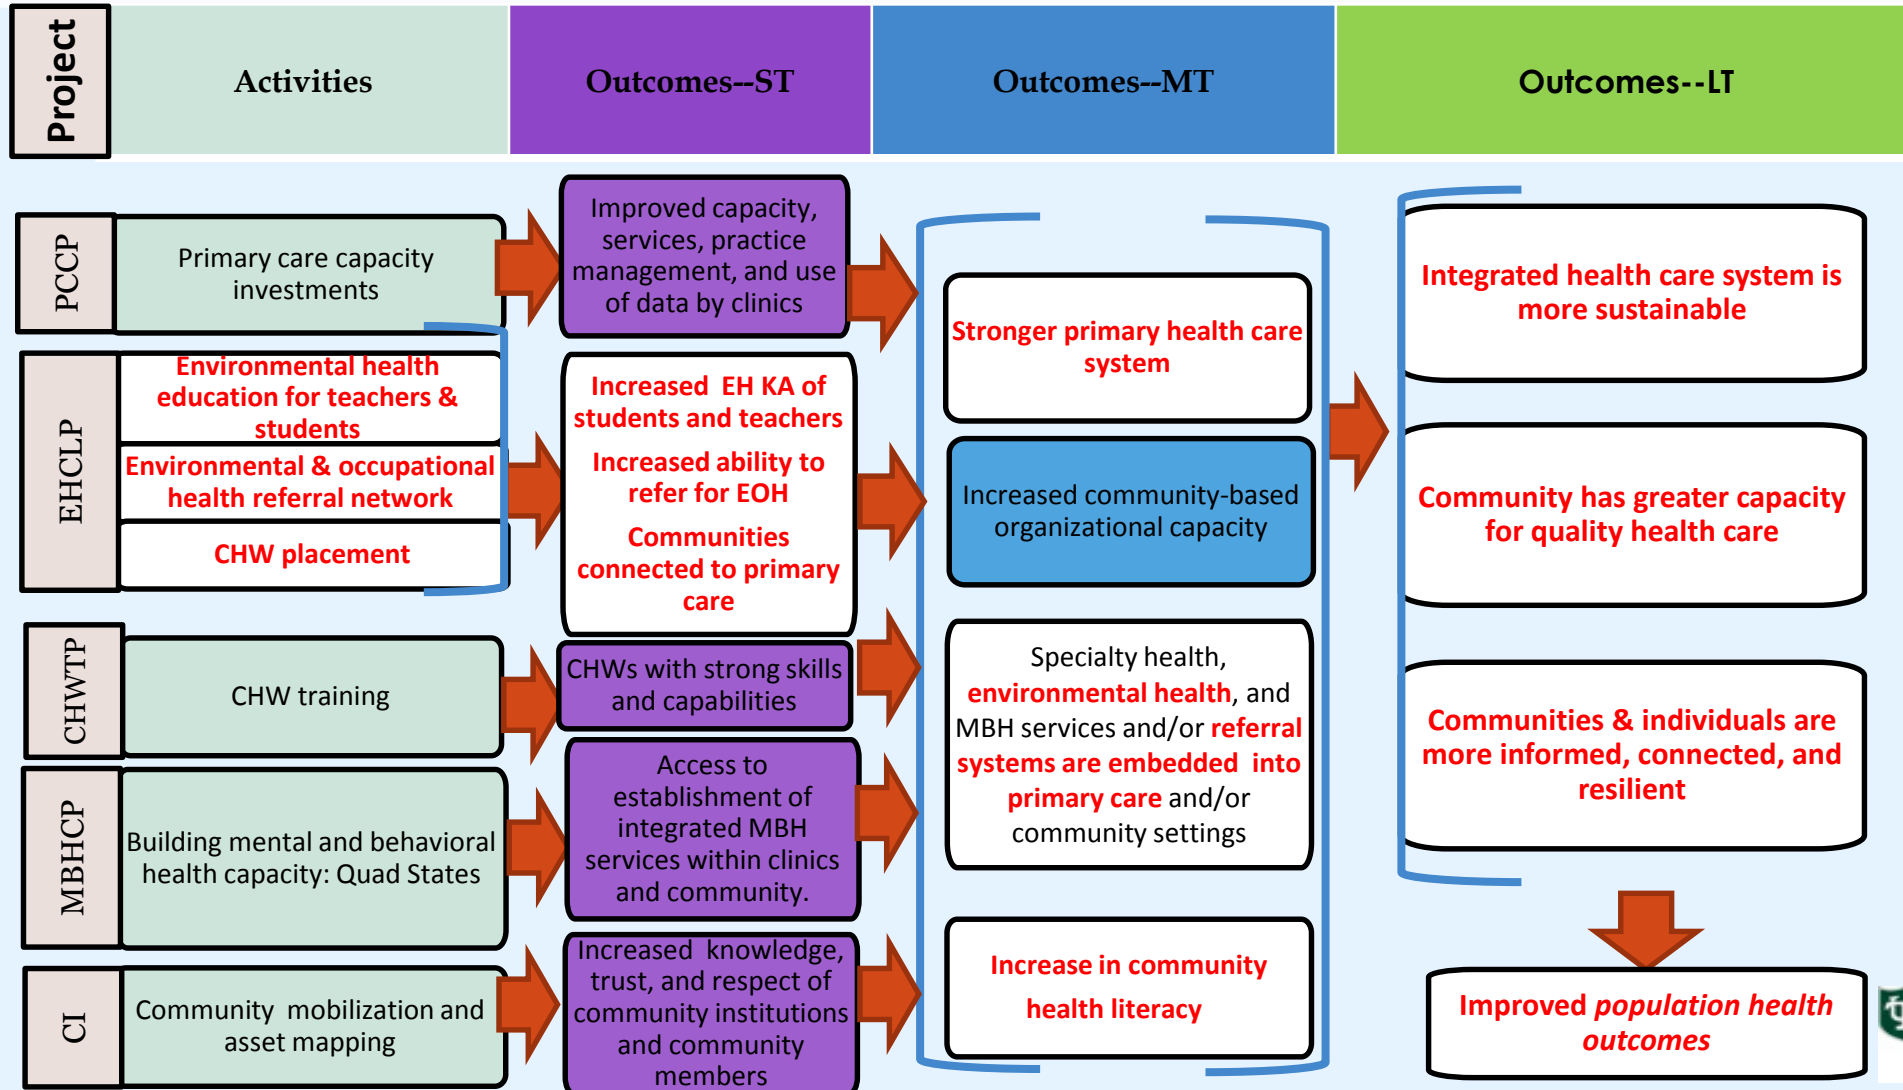 Project
Activities
Outcomes--ST
Outcomes--MT
Outcomes--LT
PCCP
Primary care capacity
investments
Improved capacity,
services, practice
management, and use
of data by clinics
EHCLP
Environmental health
education for teachers &
students
Environmental & occupational
health referral network
CHW placement
Increased EH KA of
students and teachers
Increased ability to
refer for EOH
Communities
connected to primary
care
CHWTP
CHW training
CHWs with strong skills
and capabilities
MBHCP
Building mental and behavioral
health capacity: Quad States
Access to
establishment of
integrated MBH
services within clinics
and community.
CI
Community mobilization and
asset mapping
Increased knowledge,
trust, and respect of
community institutions
and community
members
Stronger primary health care
system
Increased community-based
organizational capacity
Specialty health,
environmental health, and
MBH services and/or referral
systems are embedded into
primary care and/or
community settings
Increase in community
health literacy
Integrated health care system is
more sustainable
Community has greater capacity
for quality health care
Communities & individuals are
more informed, connected, and
resilient
Improved population health
outcomes